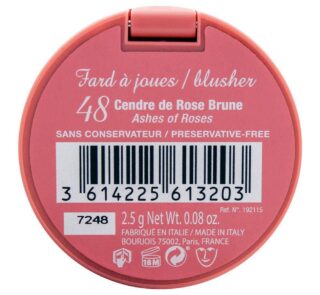 Fard à joues / blusher
48 Cendre de Rose Brune
Ashes of Roses
SANS CONSERVATEUR / PRESERVATIVE-FREE
3 614225 613203
Ref. N°. 192115
7248
2.5 g Net Wt. 0.08 oz.
FABRIQUÉ EN ITALIE / MADE IN ITALY
BOURJOIS 75002, PARIS, FRANCE
18M